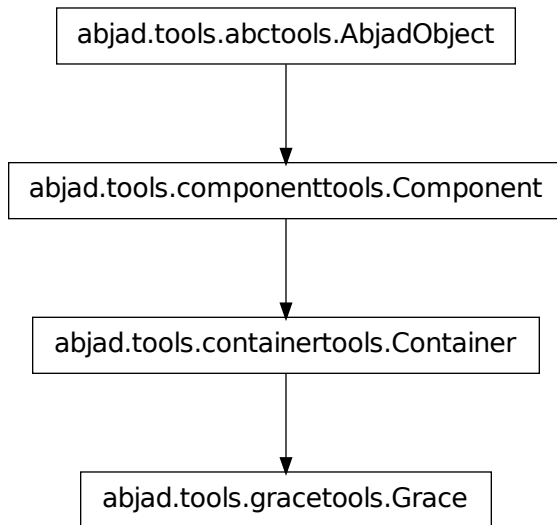 abjad.tools.abctools.AbjadObject
abjad.tools.componenttools.Component
abjad.tools.containertools.Container
abjad.tools.gracetools.Grace